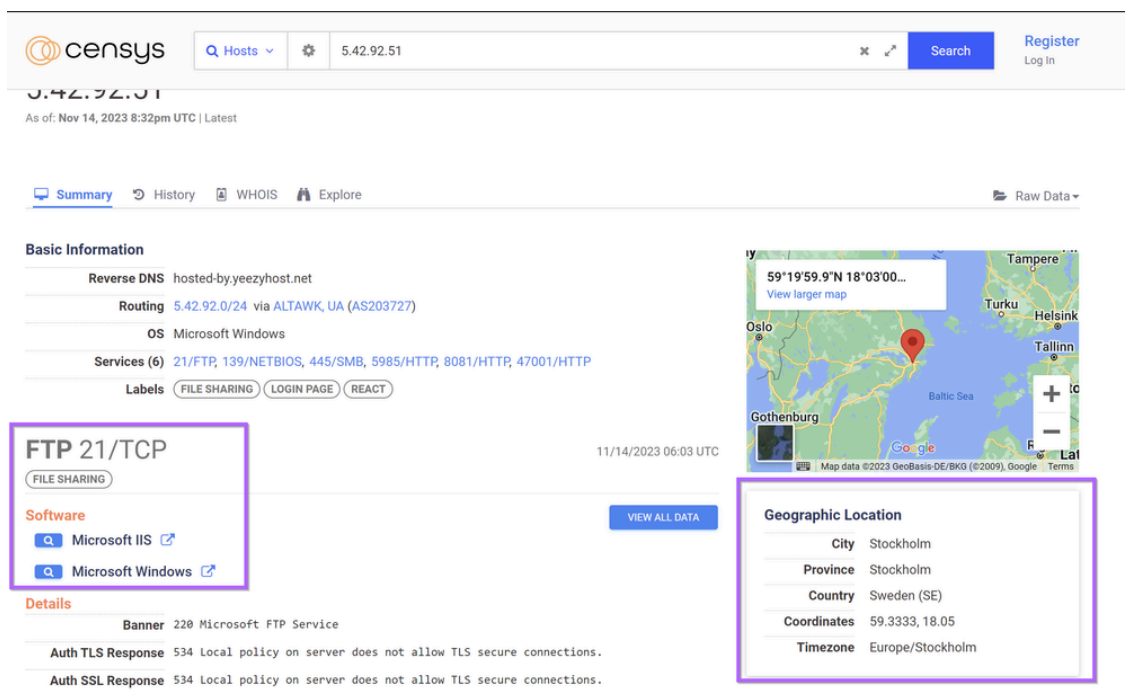 censys
Hosts
5.42.92.51
Search
Register
Log In
5.42.92.51
As of: Nov 14, 2023 8:32pm UTC | Latest
Summary
History
WHOIS
Explore
Raw Data
Basic Information
Reverse DNS hosted-by.yeezyhost.net
Routing 5.42.92.0/24 via ALTAWK, UA (AS203727)
OS Microsoft Windows
Services (6) 21/FTP, 139/NETBIOS, 445/SMB, 5985/HTTP, 8081/HTTP, 47001/HTTP
Labels FILE SHARING LOGIN PAGE REACT
FTP 21/TCP
11/14/2023 06:03 UTC
FILE SHARING
Software
VIEW ALL DATA
Microsoft IIS
Microsoft Windows
Details
Banner 220 Microsoft FTP Service
Auth TLS Response 534 Local policy on server does not allow TLS secure connections.
Auth SSL Response 534 Local policy on server does not allow TLS secure connections.
59°19'59.9"N 18°03'00...
View larger map
Tampere
Turku
Helsink
Oslo
Tallinn
Baltic Sea
Gothenburg
Google
Map data ©2023 GeoBasis-DE/BKG (©2009), Google Terms
Geographic Location
City Stockholm
Province Stockholm
Country Sweden (SE)
Coordinates 59.3333, 18.05
Timezone Europe/Stockholm